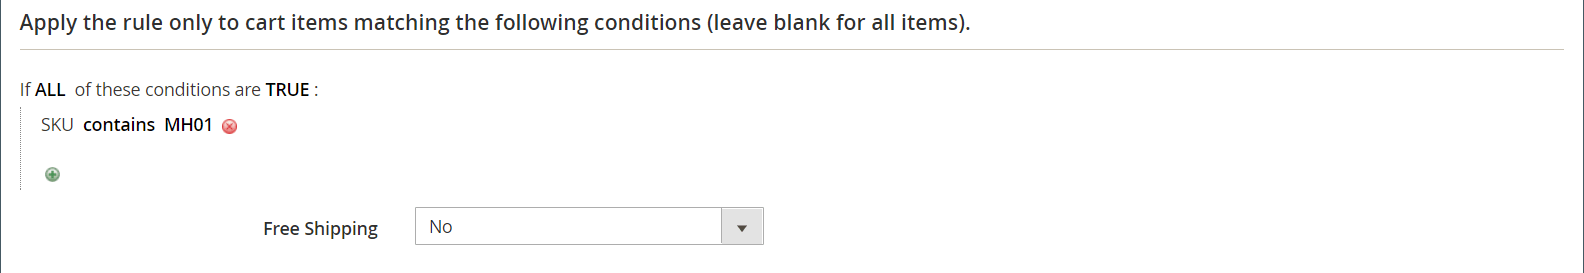 Apply the rule only to cart items matching the following conditions (leave blank for all items).
If ALL of these conditions are TRUE :
SKU contains MH01
Free Shipping No